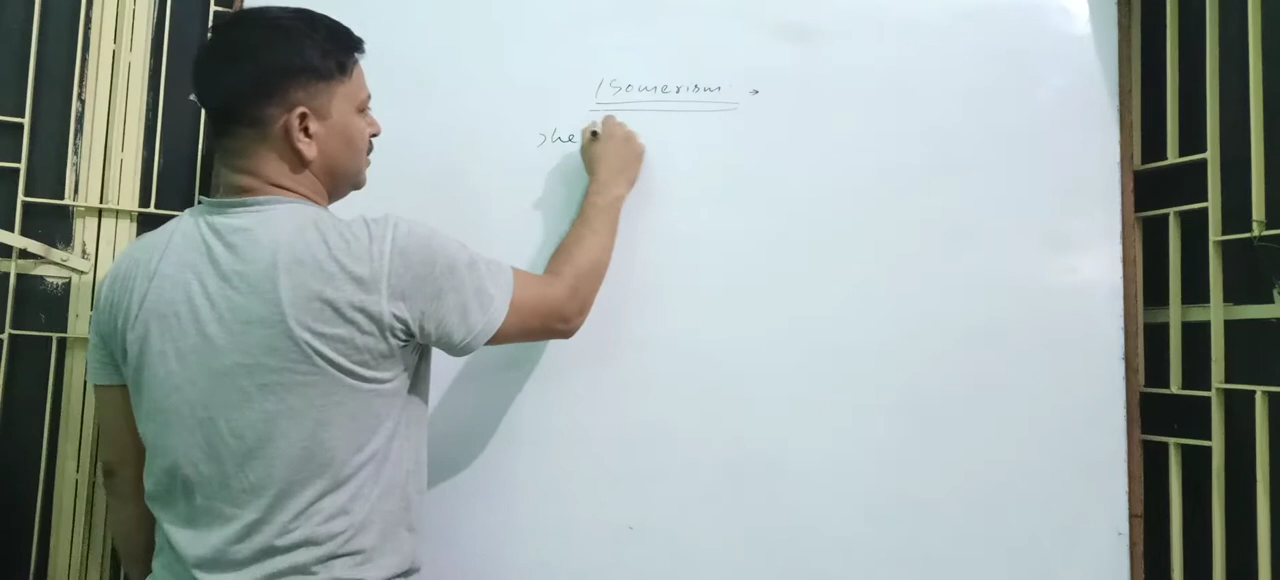 Isomerism →
The